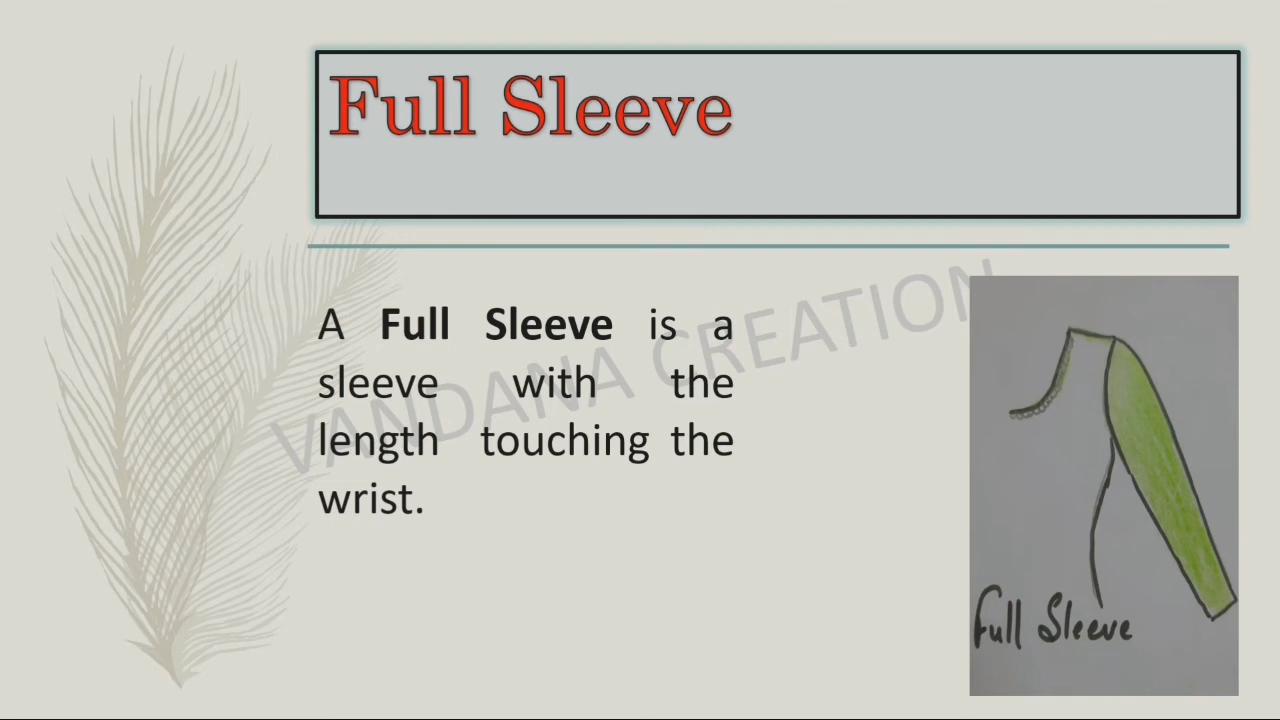 Full Sleeve
A Full Sleeve is a
sleeve with the
length touching the
wrist.
VANDANA CREATION
Full Sleeve